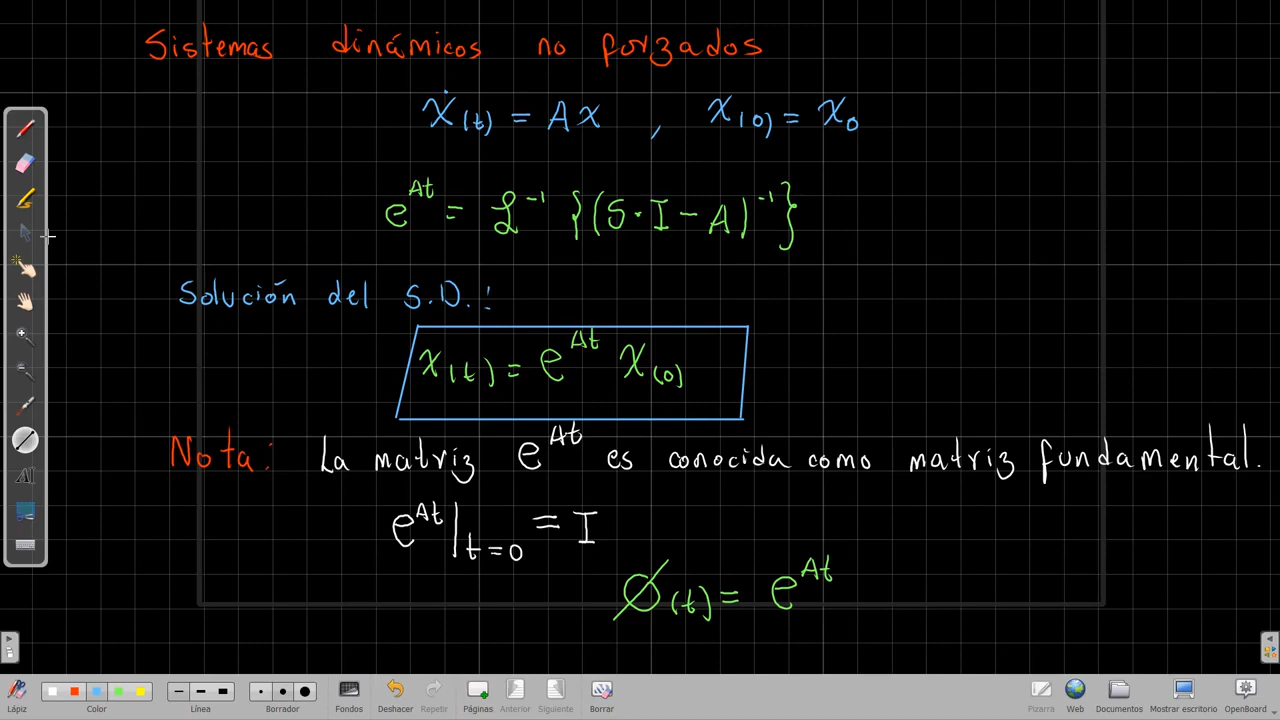 Sistemas dinámicos no forzados
ẋ(t) = Ax , x(0) = x₀
e^At = ℒ⁻¹ {(S·I − A)⁻¹}
Solución del S.D.:
x(t) = e^At x(0)
Nota: La matriz e^At es conocida como matriz fundamental.
e^At|t=0 = I
∅(t) = e^At
Lápiz Color Línea Borrador Fondos Deshacer Repetir Páginas Anterior Siguiente Borrar Pizarra Web Documentos Mostrar escritorio OpenBoard